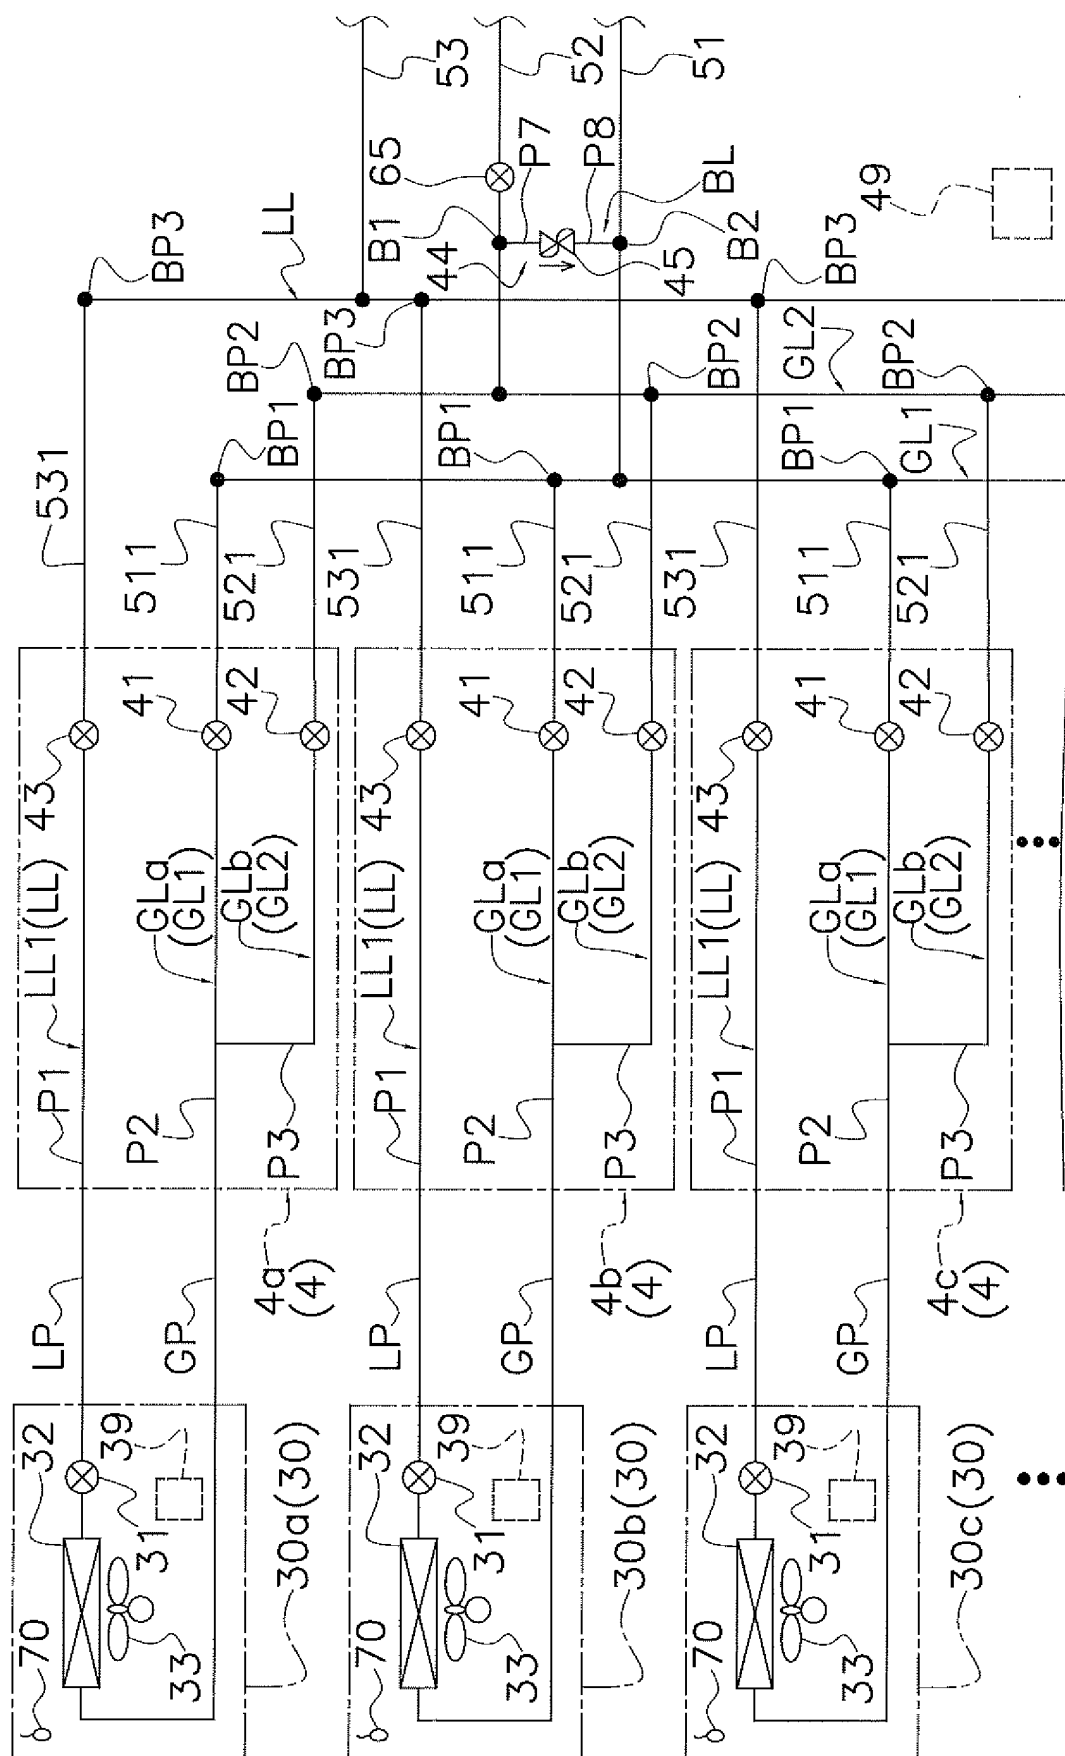 53
52
51
65
P7
P8
BL
B1
B2
44
45
49
LL
BP3
BP3
BP3
BP2
BP2
BP2
GL2
BP1
BP1
BP1
GL1
531
511
521
531
511
521
531
511
521
43
41
42
43
41
42
43
41
42
LL1(LL)
GLa
(GL1)
GLb
(GL2)
LL1(LL)
GLa
(GL1)
GLb
(GL2)
LL1(LL)
GLa
(GL1)
GLb
(GL2)
P1
P2
P3
P1
P2
P3
P1
P2
P3
4a
(4)
4b
(4)
4c
(4)
LP
GP
LP
GP
LP
GP
32
39
31
33
70
30a(30)
32
39
31
33
70
30b(30)
32
39
31
33
70
30c(30)